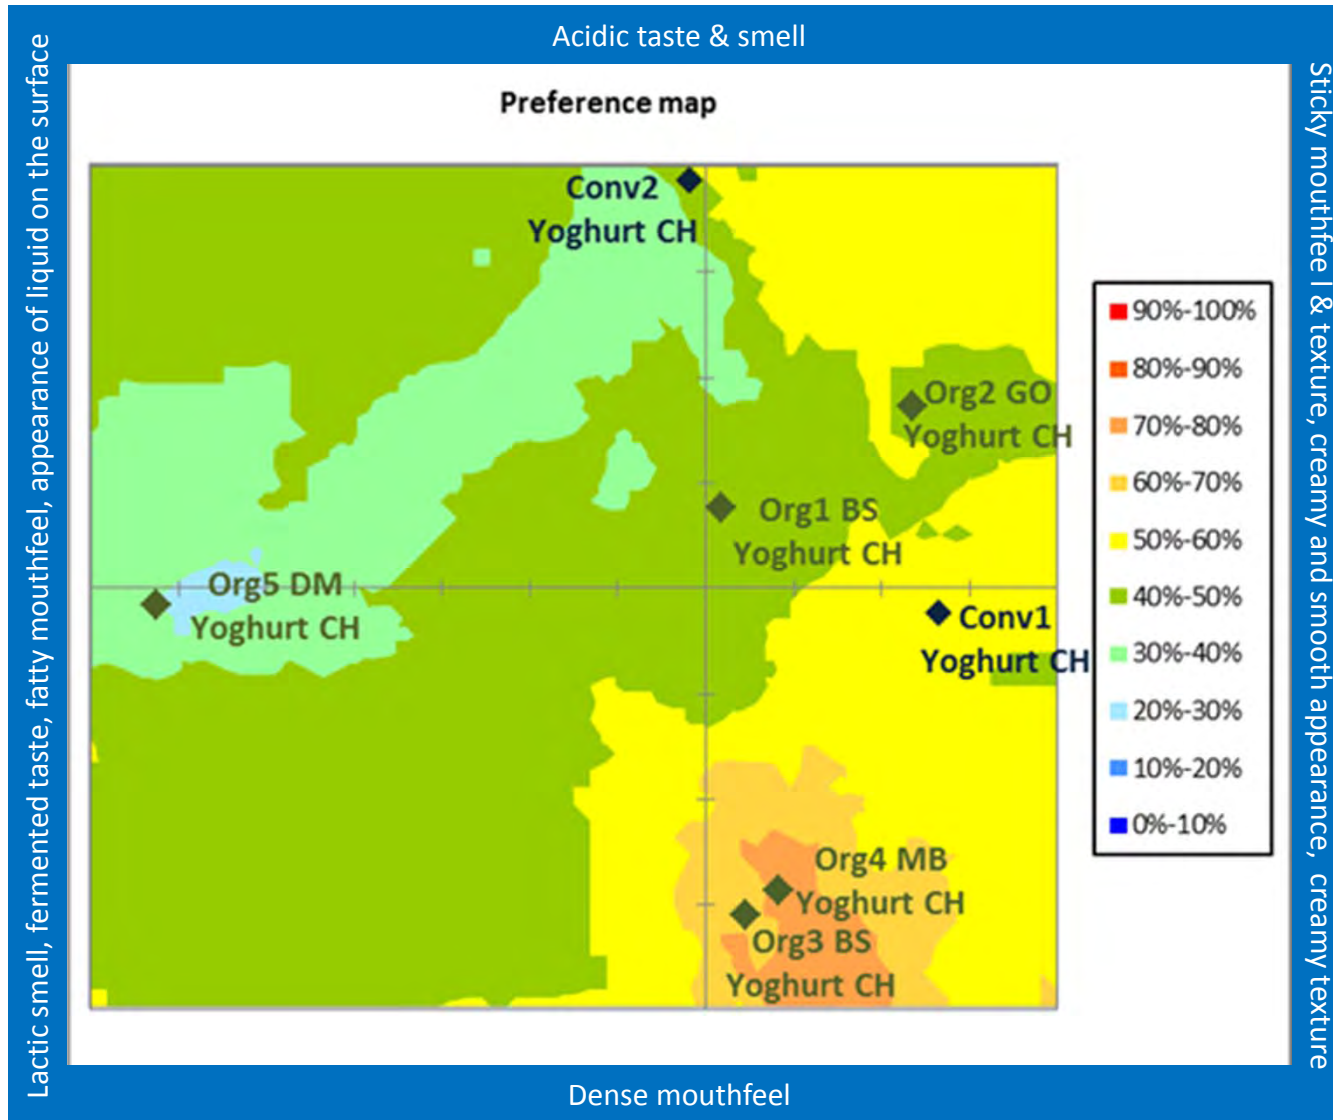 Acidic taste & smell
Lactic smell, fermented taste, fatty mouthfeel, appearance of liquid on the surface
Sticky mouthfee l & texture, creamy and smooth appearance,  creamy texture
Preference map
Conv2
Yoghurt CH
Org2 GO
Yoghurt CH
Org1 BS
Yoghurt CH
Org5 DM
Yoghurt CH
Conv1
Yoghurt CH
Org4 MB
Yoghurt CH
Org3 BS
Yoghurt CH
90%-100%
80%-90%
70%-80%
60%-70%
50%-60%
40%-50%
30%-40%
20%-30%
10%-20%
0%-10%
Dense mouthfeel